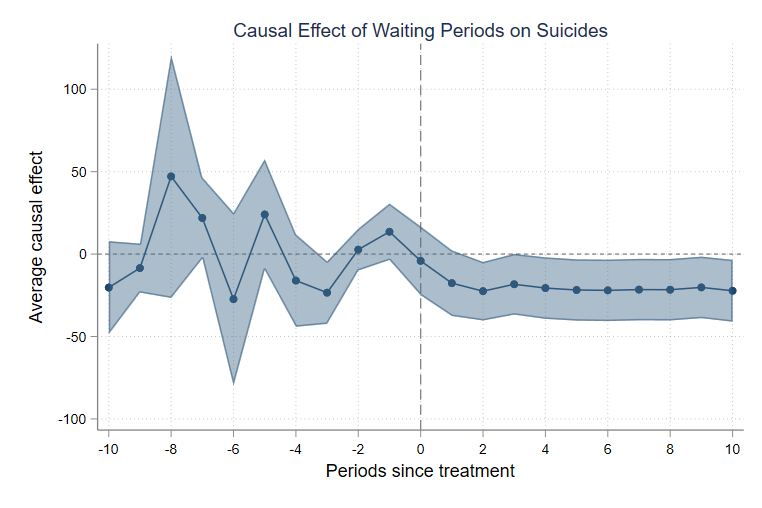 Causal Effect of Waiting Periods on Suicides
Average causal effect
100
50
0
-50
-100
-10 -8 -6 -4 -2 0 2 4 6 8 10
Periods since treatment